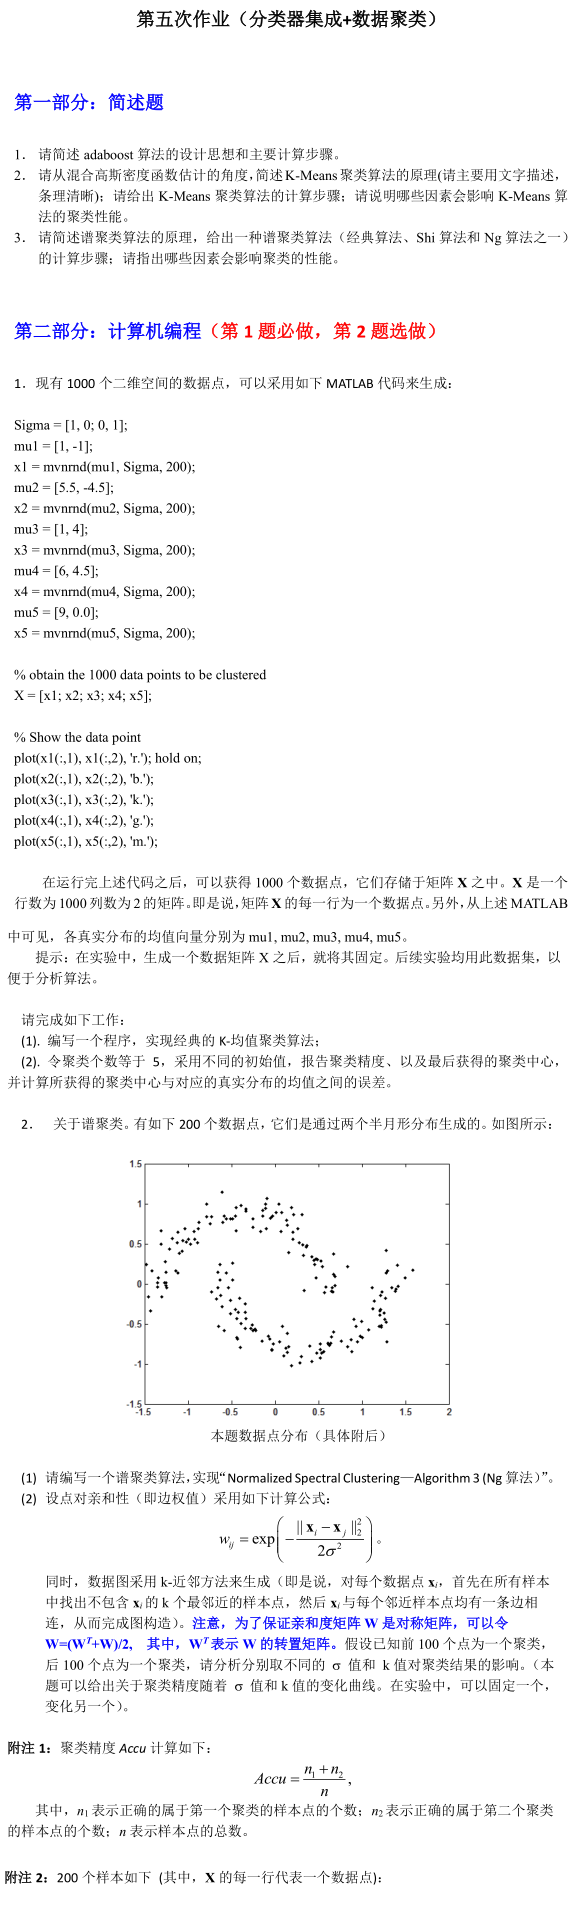 第五次作业（分类器集成+数据聚类）
第一部分：简述题
1. 请简述 adaboost 算法的设计思想和主要计算步骤。
2. 请从混合高斯密度函数估计的角度，简述 K-Means 聚类算法的原理(请主要用文字描述，
条理清晰)；请给出 K-Means 聚类算法的计算步骤；请说明哪些因素会影响 K-Means 算
法的聚类性能。
3. 请简述谱聚类算法的原理，给出一种谱聚类算法（经典算法、Shi 算法和 Ng 算法之一）
的计算步骤；请指出哪些因素会影响聚类的性能。
第二部分：计算机编程（第 1 题必做，第 2 题选做）
1. 现有 1000 个二维空间的数据点，可以采用如下 MATLAB 代码来生成：
Sigma = [1, 0; 0, 1];
mu1 = [1, -1];
x1 = mvnrnd(mu1, Sigma, 200);
mu2 = [5.5, -4.5];
x2 = mvnrnd(mu2, Sigma, 200);
mu3 = [1, 4];
x3 = mvnrnd(mu3, Sigma, 200);
mu4 = [6, 4.5];
x4 = mvnrnd(mu4, Sigma, 200);
mu5 = [9, 0.0];
x5 = mvnrnd(mu5, Sigma, 200);
% obtain the 1000 data points to be clustered
X = [x1; x2; x3; x4; x5];
% Show the data point
plot(x1(:,1), x1(:,2), 'r.'); hold on;
plot(x2(:,1), x2(:,2), 'b.');
plot(x3(:,1), x3(:,2), 'k.');
plot(x4(:,1), x4(:,2), 'g.');
plot(x5(:,1), x5(:,2), 'm.');
在运行完上述代码之后，可以获得 1000 个数据点，它们存储于矩阵 X 之中。X 是一个
行数为 1000 列数为 2 的矩阵。即是说，矩阵 X 的每一行为一个数据点。另外，从上述 MATLAB
中可见，各真实分布的均值向量分别为 mu1, mu2, mu3, mu4, mu5。
提示：在实验中，生成一个数据矩阵 X 之后，就将其固定。后续实验均用此数据集，以
便于分析算法。
请完成如下工作：
(1). 编写一个程序，实现经典的 K-均值聚类算法；
(2). 令聚类个数等于 5，采用不同的初始值，报告聚类精度、以及最后获得的聚类中心，
并计算所获得的聚类中心与对应的真实分布的均值之间的误差。
2. 关于谱聚类。有如下 200 个数据点，它们是通过两个半月形分布生成的。如图所示：
1.5
1
0.5
0
-0.5
-1
-1.5
-1.5 -1 -0.5 0 0.5 1 1.5 2
本题数据点分布（具体附后）
(1) 请编写一个谱聚类算法，实现“Normalized Spectral Clustering—Algorithm 3 (Ng 算法)”。
(2) 设点对亲和性（即边权值）采用如下计算公式：
w_{ij} = exp(-||x_i - x_j||_2^2 / 2σ^2)。
同时，数据图采用 k-近邻方法来生成（即是说，对每个数据点 x_i，首先在所有样本
中找出不包含 x_i 的 k 个最邻近的样本点，然后 x_i 与每个邻近样本点均有一条边相
连，从而完成图构造）。注意，为了保证亲和度矩阵 W 是对称矩阵，可以令
W=(W^T+W)/2, 其中，W^T 表示 W 的转置矩阵。假设已知前 100 个点为一个聚类，
后 100 个点为一个聚类，请分析分别取不同的 σ 值和 k 值对聚类结果的影响。（本
题可以给出关于聚类精度随着 σ 值和 k 值的变化曲线。在实验中，可以固定一个，
变化另一个）。
附注 1：聚类精度 Accu 计算如下：
Accu = (n_1 + n_2) / n ,
其中，n_1 表示正确的属于第一个聚类的样本点的个数；n_2 表示正确的属于第二个聚类
的样本点的个数；n 表示样本点的总数。
附注 2：200 个样本如下 (其中，X 的每一行代表一个数据点)：